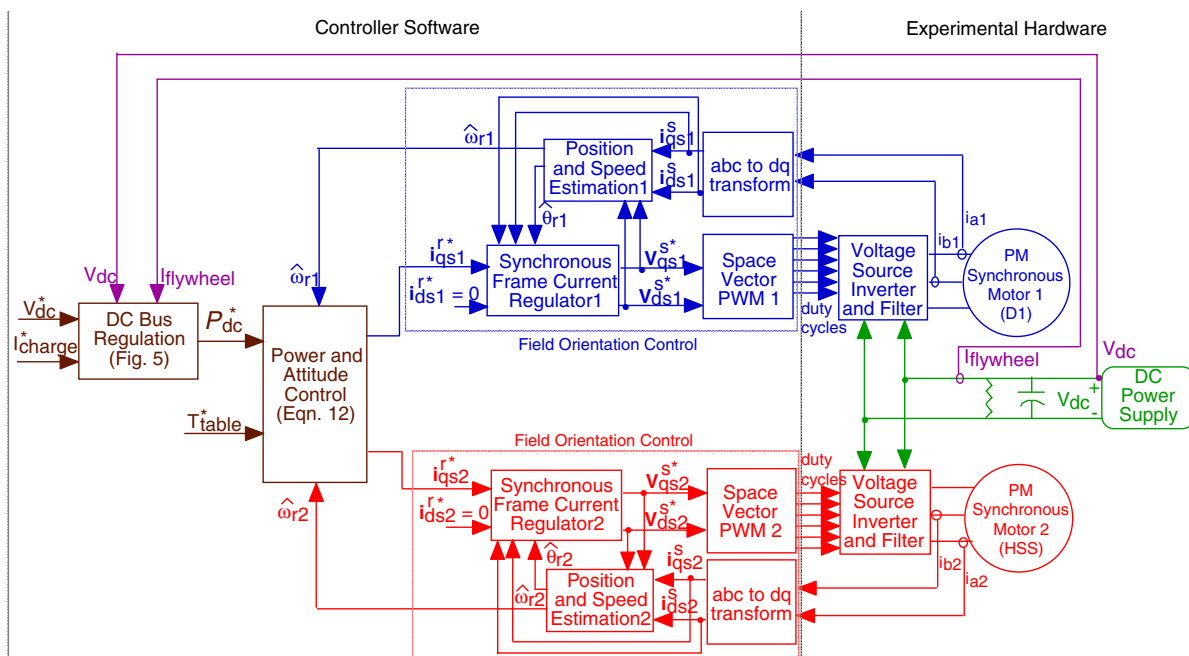 Controller Software
Experimental Hardware
ω̂r1
i^s_qs1
i^s_ds1
Position
and Speed
Estimation1
abc to dq
transform
θ̂r1
ia1
ib1
i^r*_qs1
i^r*_ds1 = 0
Synchronous
Frame Current
Regulator1
V^s*_qs1
V^s*_ds1
Space
Vector
PWM 1
duty
cycles
Voltage
Source
Inverter
and Filter
PM
Synchronous
Motor 1
(D1)
Field Orientation Control
Vdc
Iflywheel
ω̂r1
V*dc
I*charge
DC Bus
Regulation
(Fig. 5)
P*dc
Power and
Attitude
Control
(Eqn. 12)
T*table
Iflywheel
Vdc
Vdc
+
-
DC
Power
Supply
Field Orientation Control
i^r*_qs2
i^r*_ds2 = 0
Synchronous
Frame Current
Regulator2
V^s*_qs2
V^s*_ds2
Space
Vector
PWM 2
duty
cycles
Voltage
Source
Inverter
and Filter
PM
Synchronous
Motor 2
(HSS)
ω̂r2
θ̂r2
i^s_qs2
i^s_ds2
ib2
ia2
ω̂r2
Position
and Speed
Estimation2
abc to dq
transform